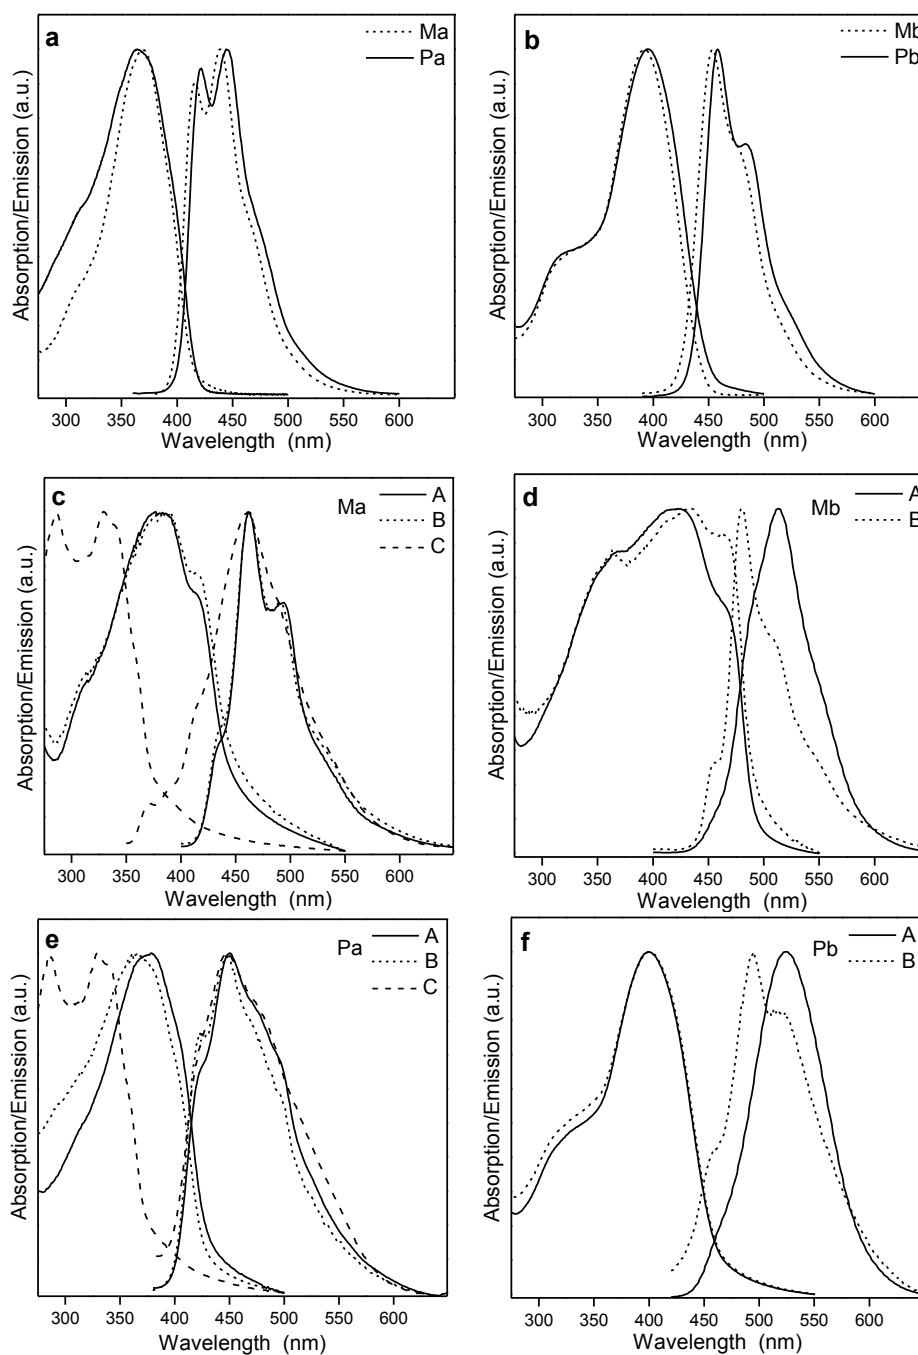 a
Ma
Pa
Absorption/Emission (a.u.)
300 350 400 450 500 550 600
Wavelength (nm)
b
Mb
Pb
Absorption/Emission (a.u.)
300 350 400 450 500 550 600
Wavelength (nm)
c
Ma
A
B
C
Absorption/Emission (a.u.)
300 350 400 450 500 550 600
Wavelength (nm)
d
Mb
A
B
Absorption/Emission (a.u.)
300 350 400 450 500 550 600
Wavelength (nm)
e
Pa
A
B
C
Absorption/Emission (a.u.)
300 350 400 450 500 550 600
Wavelength (nm)
f
Pb
A
B
Absorption/Emission (a.u.)
300 350 400 450 500 550 600
Wavelength (nm)